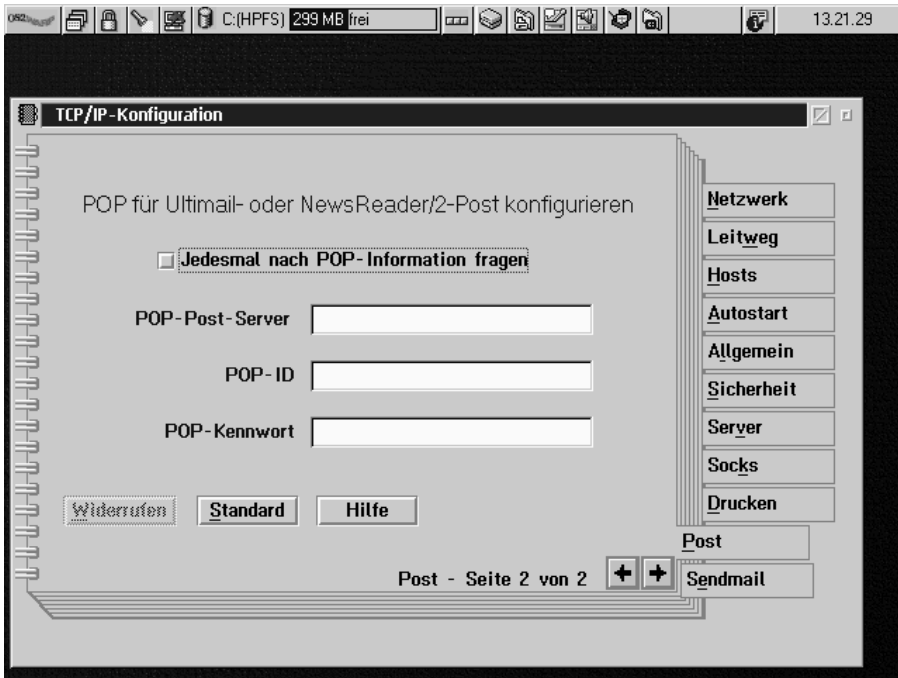 OS2 C:(HPFS) 299 MB frei 13.21.29
TCP/IP-Konfiguration
POP für Ultimail- oder NewsReader/2-Post konfigurieren
Jedesmal nach POP-Information fragen
POP-Post-Server
POP-ID
POP-Kennwort
Widerrufen Standard Hilfe
Post - Seite 2 von 2
Netzwerk
Leitweg
Hosts
Autostart
Allgemein
Sicherheit
Server
Socks
Drucken
Post
Sendmail